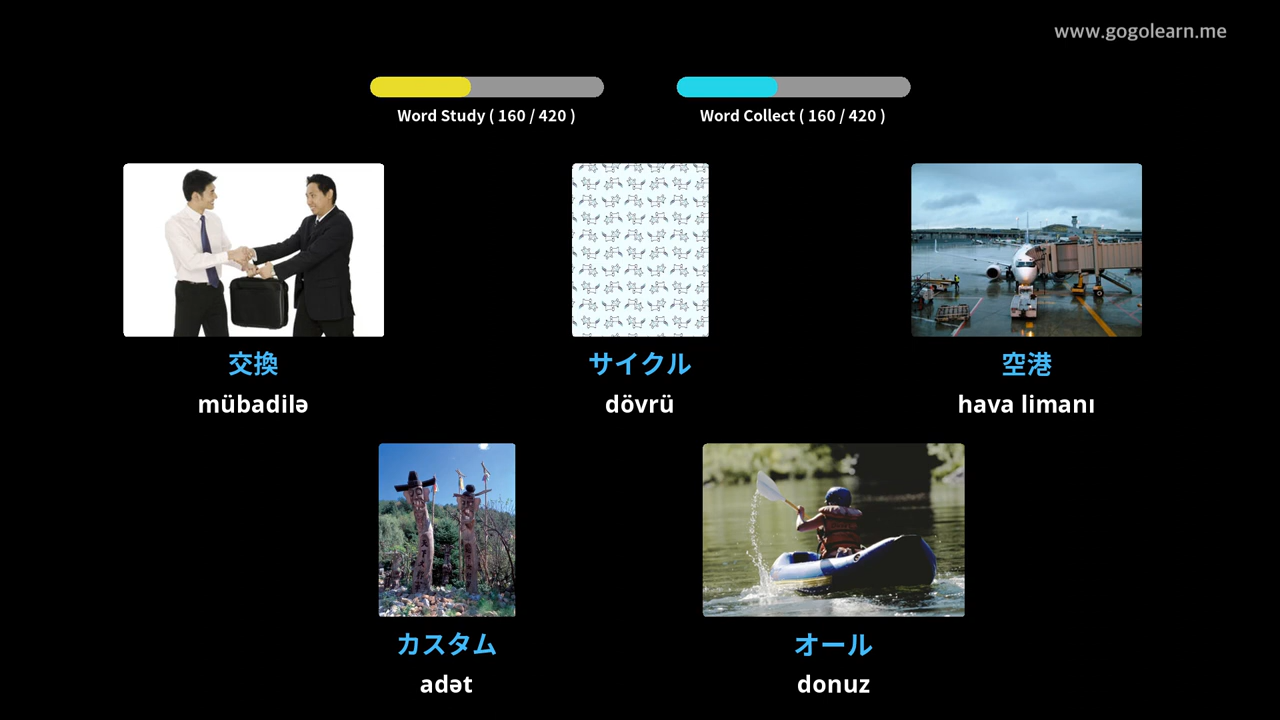 www.gogolearn.me
Word Study ( 160 / 420 )
Word Collect ( 160 / 420 )
交換
mübadilə
サイクル
dövrü
空港
hava limanı
カスタム
adət
オール
donuz